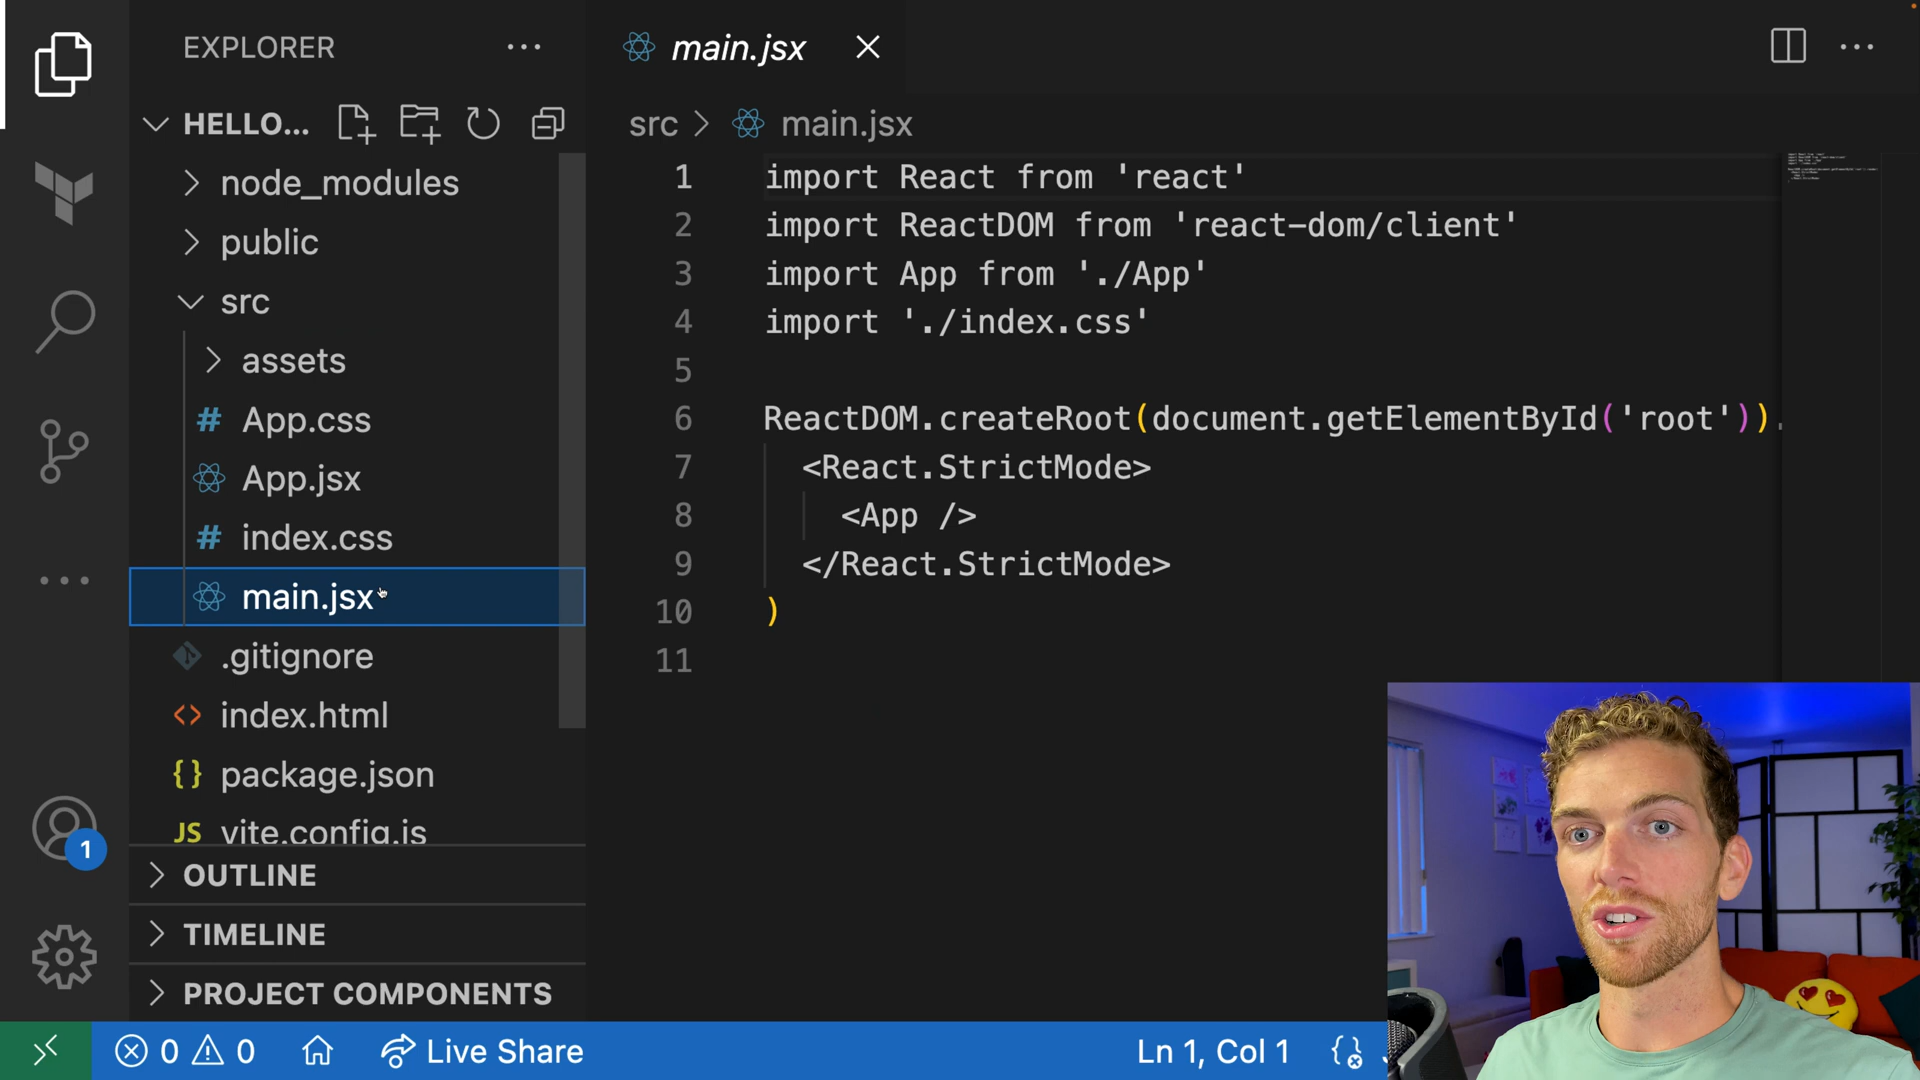 EXPLORER
HELLO...
node_modules
public
src
assets
App.css
App.jsx
index.css
main.jsx
.gitignore
index.html
package.json
vite.config.js
OUTLINE
TIMELINE
PROJECT COMPONENTS
main.jsx
src > main.jsx
1 import React from 'react'
2 import ReactDOM from 'react-dom/client'
3 import App from './App'
4 import './index.css'
5
6 ReactDOM.createRoot(document.getElementById('root')).
7 <React.StrictMode>
8 <App />
9 </React.StrictMode>
10 )
11
1
0 0 Live Share Ln 1, Col 1